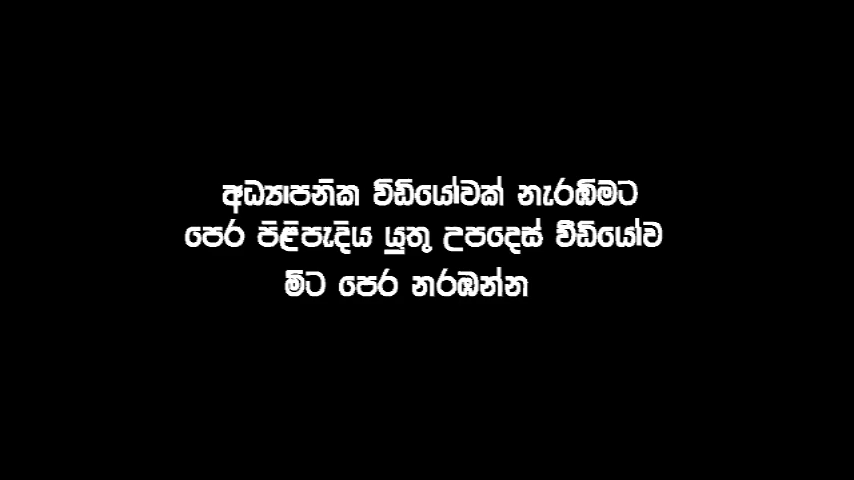 අධ්‍යාපනික වීඩියෝවක් නැරඹීමට
පෙර පිළිපැදිය යුතු උපදෙස් වීඩියෝව
මීට පෙර නරඹන්න